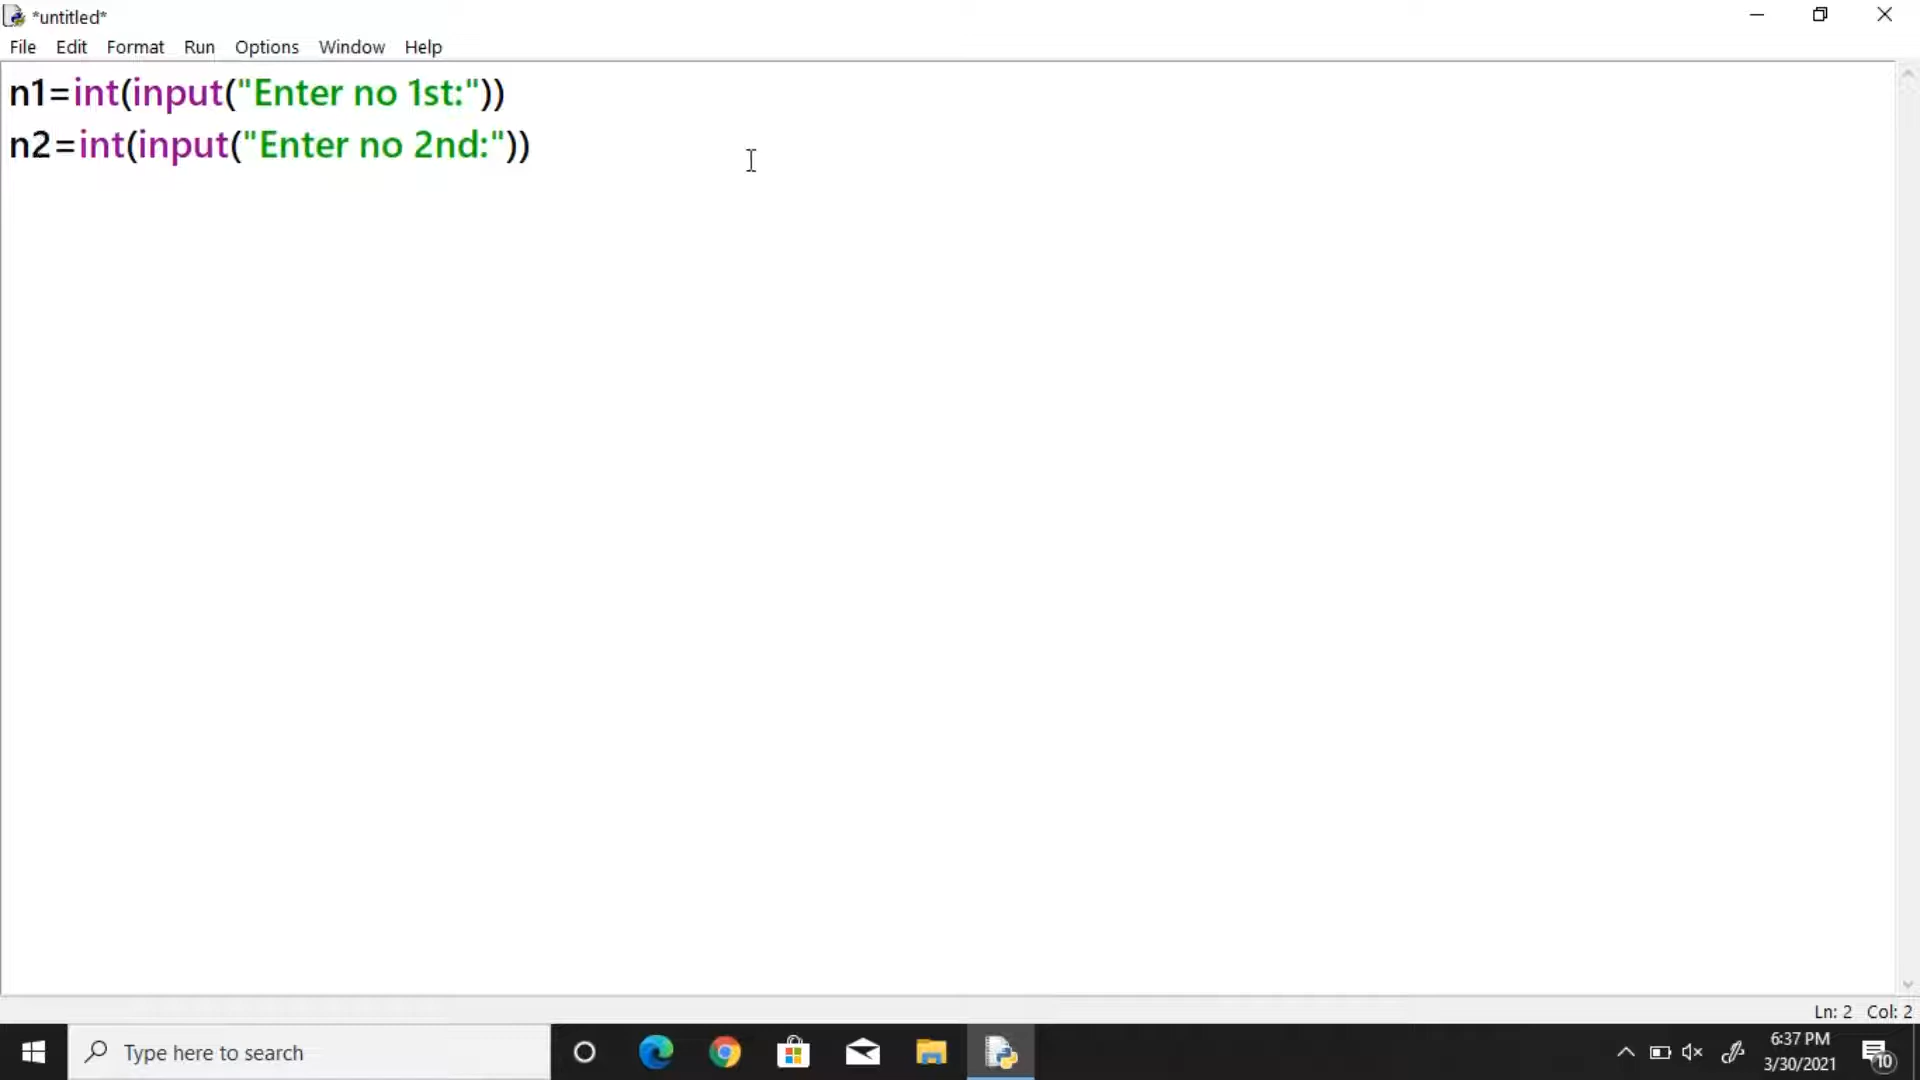 *untitled*
File Edit Format Run Options Window Help
n1=int(input("Enter no 1st:"))
n2=int(input("Enter no 2nd:"))
Ln: 2 Col: 2
Type here to search
6:37 PM
3/30/2021
10